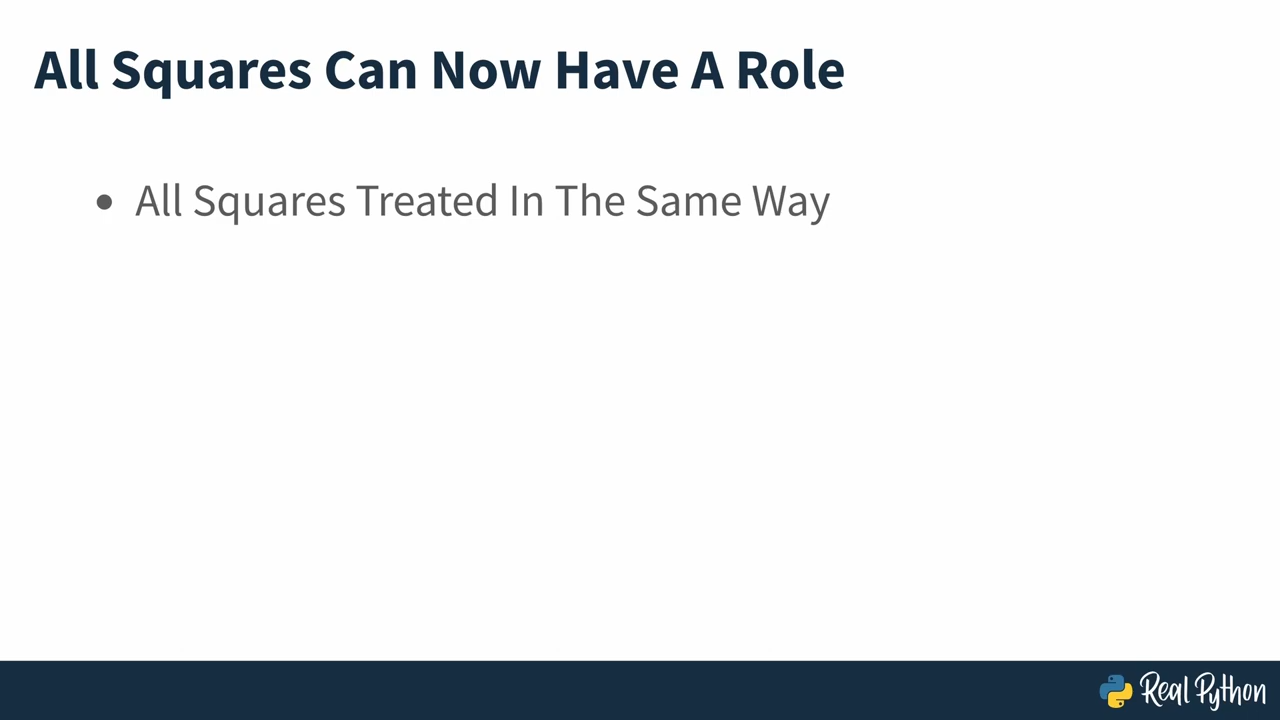 All Squares Can Now Have A Role
• All Squares Treated In The Same Way
Real Python